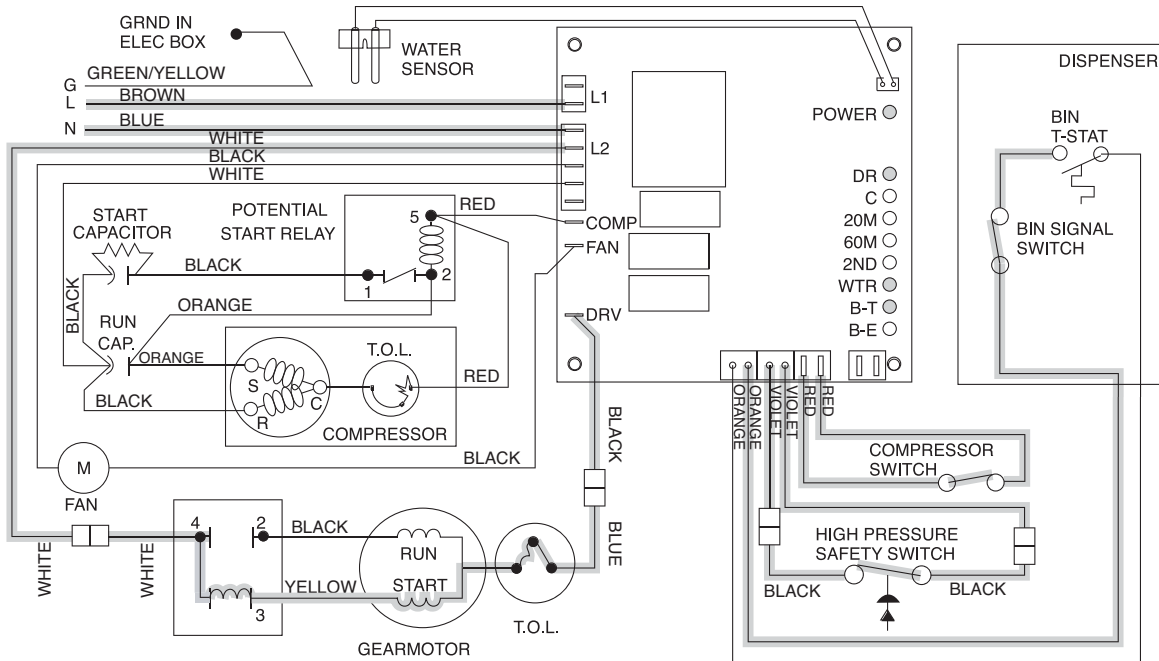 GRND IN
ELEC BOX
WATER
SENSOR
DISPENSER
GREEN/YELLOW
G
BROWN
L
BLUE
N
WHITE
BLACK
WHITE
L1
L2
POWER
BIN
T-STAT
DR
C
20M
60M
2ND
WTR
B-T
B-E
BIN SIGNAL
SWITCH
START
CAPACITOR
POTENTIAL
START RELAY
5
RED
COMP
FAN
BLACK
1
2
ORANGE
BLACK
RUN
CAP.
DRV
ORANGE
T.O.L.
RED
S
C
R
BLACK
COMPRESSOR
ORANGE
ORANGE
VIOLET
VIOLET
RED
RED
BLACK
COMPRESSOR
SWITCH
M
BLACK
FAN
4
2
BLACK
RUN
BLUE
HIGH PRESSURE
SAFETY SWITCH
WHITE
WHITE
YELLOW
START
BLACK
BLACK
3
T.O.L.
GEARMOTOR